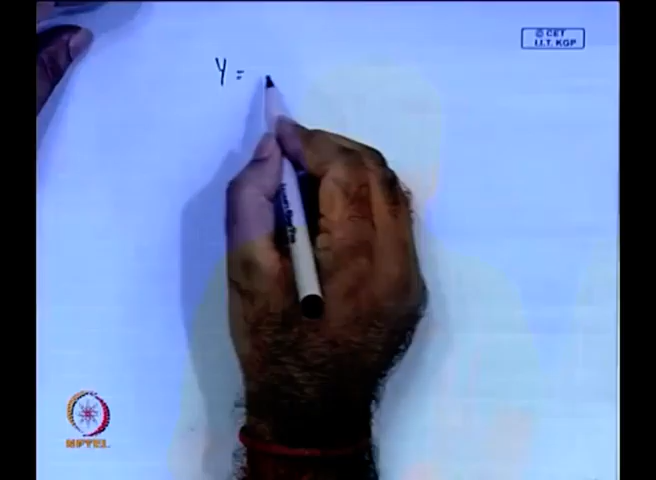 © CET
I.I.T. KGP
Y =
NPTEL